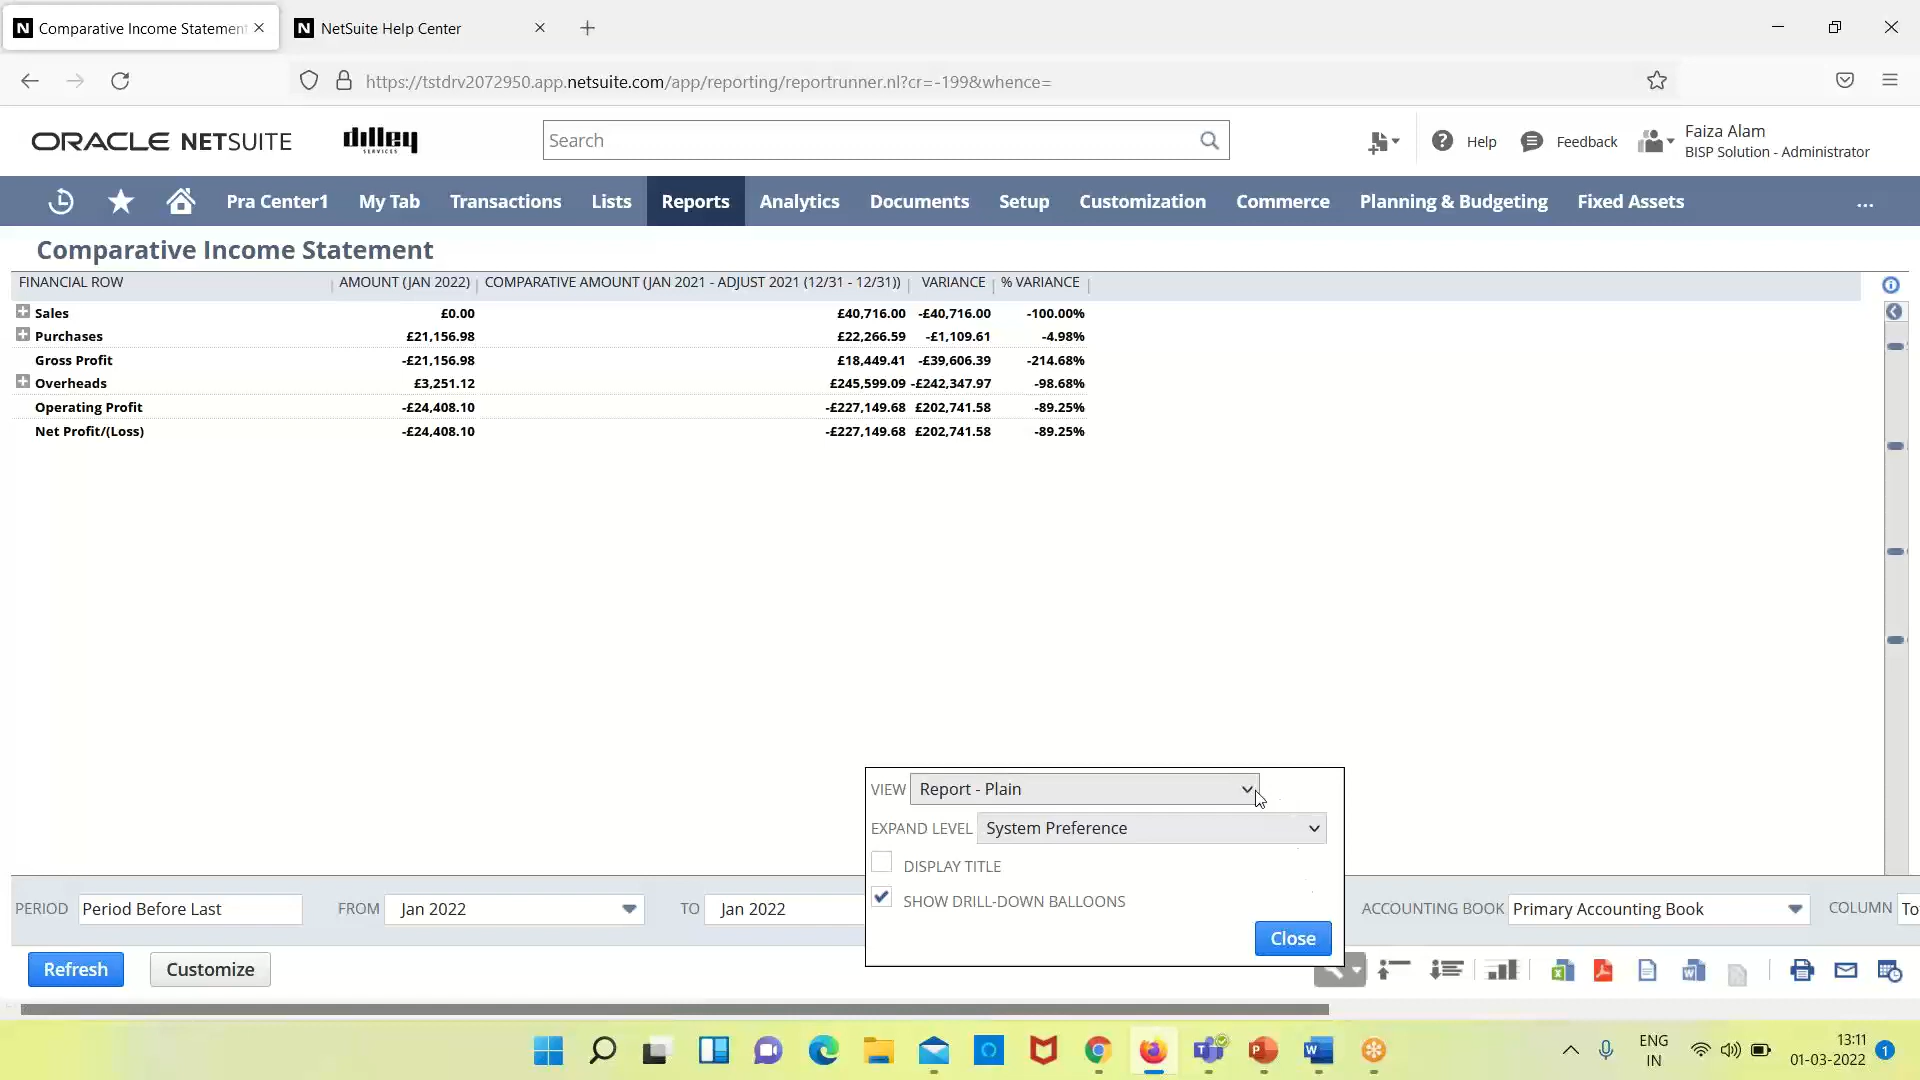 Comparative Income Statement
NetSuite Help Center
https://tstdrv2072950.app.netsuite.com/app/reporting/reportrunner.nl?cr=-199&whence=
ORACLE NETSUITE
dilley
SERVICES
Search
Help
Feedback
Faiza Alam
BISP Solution - Administrator
Pra Center1 My Tab Transactions Lists Reports Analytics Documents Setup Customization Commerce Planning & Budgeting Fixed Assets ...
Comparative Income Statement
FINANCIAL ROW AMOUNT (JAN 2022) COMPARATIVE AMOUNT (JAN 2021 - ADJUST 2021 (12/31 - 12/31)) VARIANCE % VARIANCE
Sales £0.00 £40,716.00 -£40,716.00 -100.00%
Purchases £21,156.98 £22,266.59 -£1,109.61 -4.98%
Gross Profit -£21,156.98 £18,449.41 -£39,606.39 -214.68%
Overheads £3,251.12 £245,599.09 -£242,347.97 -98.68%
Operating Profit -£24,408.10 -£227,149.68 £202,741.58 -89.25%
Net Profit/(Loss) -£24,408.10 -£227,149.68 £202,741.58 -89.25%
VIEW Report - Plain
EXPAND LEVEL System Preference
DISPLAY TITLE
SHOW DRILL-DOWN BALLOONS
Close
PERIOD Period Before Last FROM Jan 2022 TO Jan 2022 ACCOUNTING BOOK Primary Accounting Book COLUMN To
Refresh Customize
ENG
IN
13:11
01-03-2022
1